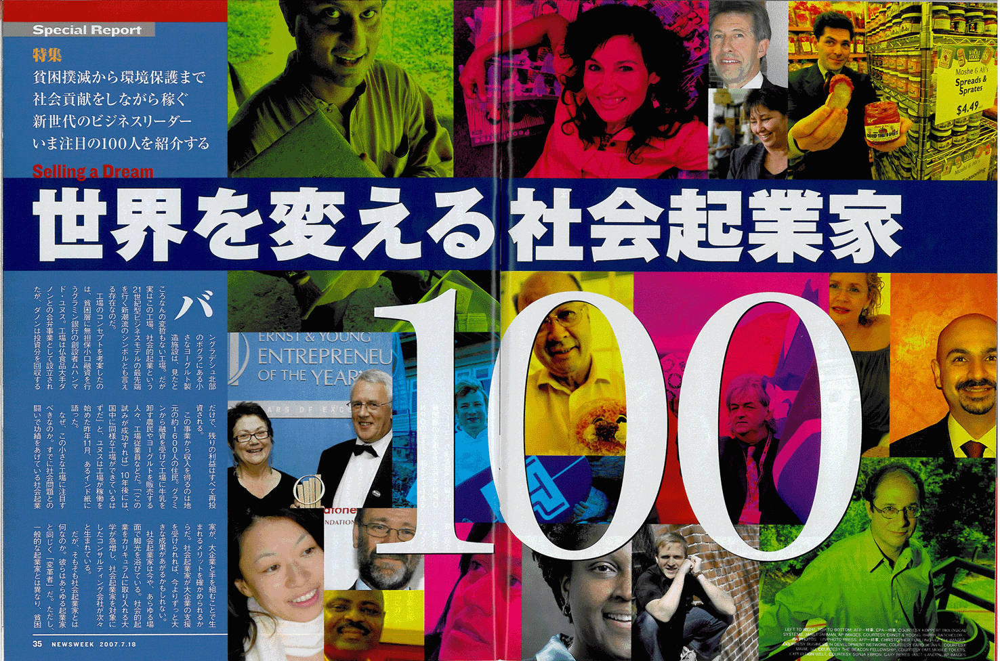 Special Report
特集
貧困撲滅から環境保護まで
社会貢献をしながら稼ぐ
新世代のビジネスリーダー
いま注目の100人を紹介する
Selling a Dream
世界を変える社会起業家
100
バ
ングラデシュ北部
のボグラにある小
さなヨーグルト製
造施設は、見たと
ころなんの変哲もない工場。だが
実はこの工場、社会的起業という
21世紀型ビジネスモデルの最先端
を行く新潮流のシンボルとも言え
る存在なのだ。
工場のコンセプトを考案したの
は、貧困層に無担保小口融資を行
うグラミン銀行の創設者ムハンマ
ド・ユヌス。工場は仏食品大手ダ
ノンとの合弁事業として設立され
たが、ダノンは投資分を回収する
だけで、残りの利益はすべて再投
資される。
この事業から収入を得るのは地
元の約1600人の住民。グラミ
ンから融資を受けて工場に牛乳を
卸す農民やヨーグルトを販売する
人々、工場従業員などだ。「（この
試みが成功すれば）10年後には、
国中に同様な工場ができているは
ずだ」と、ユヌスは工場が稼働を
始めた昨年11月、あるインド紙に
語った。
なぜ、この小さな工場に注目す
べきなのか。すでに社会問題との
闘いで功績をあげている社会起業
家が、大企業と手を組むことで生
まれるメリットを確かめられるか
らだ。社会起業家が大企業の支援
を受けられれば、今よりずっと大
きな成果があがるかもしれない。
社会起業家は今や、あらゆる場
面で脚光を浴びている。社会的起
業をカリキュラムに取り入れる大
学が急増し、社会起業家を対象に
したコンサルティング会社が次々
と生まれている。
だが、そもそも社会起業家とは
何なのか。彼らはあらゆる起業家
と同じく「変革者」だ。ただし、
一般的な起業家とは異なり、貧困
ERNST & YOUNG
ENTREPRENEU
OF THE YEAR
EARS OF EXC
dafone
NDATION
WHOLE FOODS
Moshe & Ali's
Spreads &
Sprates
$4.49
Moshe & Ali's
35 NEWSWEEK 2007.7.18
LEFT TO RIGHT, TOP TO BOTTOM: AFP—時事, EPA—時事, COURTESY KOPPERT BIOLOGICAL